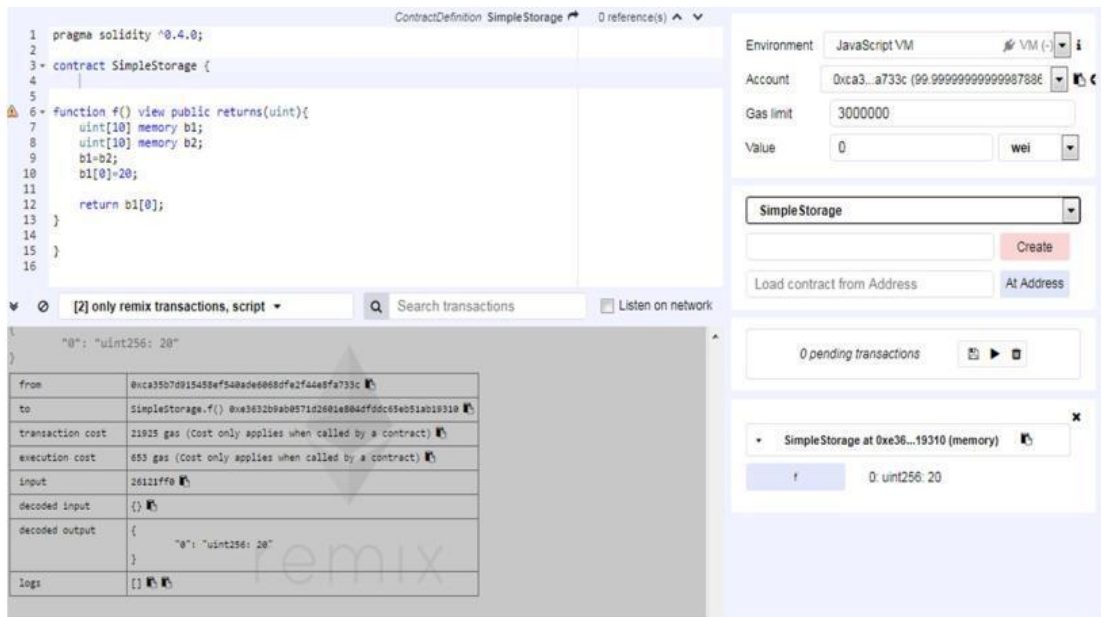 ContractDefinition SimpleStorage 0 reference(s)
1 pragma solidity ^0.4.0;
2
3 contract SimpleStorage {
4
5
6 function f() view public returns(uint){
7 uint[10] memory b1;
8 uint[10] memory b2;
9 b1=b2;
10 b1[0]=20;
11
12 return b1[0];
13 }
14
15 }
16
[2] only remix transactions, script
Search transactions
Listen on network
{
"0": "uint256: 20"
}
from 0xca35b7d915458ef540ade6068dfe2f44e8fa733c
to SimpleStorage.f() 0xe3632b9ab0571d2601e804dfddc65eb51ab19310
transaction cost 21925 gas (Cost only applies when called by a contract)
execution cost 653 gas (Cost only applies when called by a contract)
input 26121ff0
decoded input {}
decoded output {
"0": "uint256: 20"
}
logs []
remix
Environment JavaScript VM VM (-) i
Account 0xca3...a733c (99.99999999999987886
Gas limit 3000000
Value 0 wei
SimpleStorage
Create
Load contract from Address At Address
0 pending transactions
SimpleStorage at 0xe36...19310 (memory)
f 0: uint256: 20